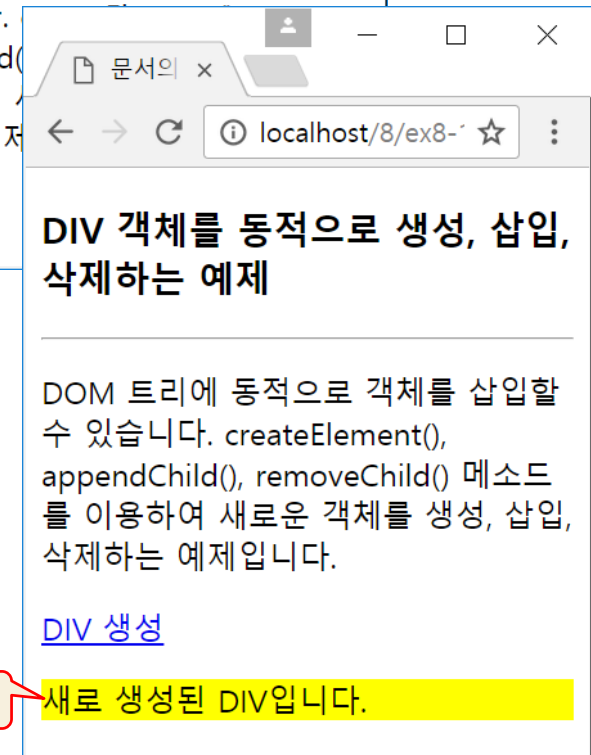 문서의
localhost/8/ex8-
DIV 객체를 동적으로 생성, 삽입,
삭제하는 예제
DOM 트리에 동적으로 객체를 삽입할
수 있습니다. createElement(),
appendChild(), removeChild() 메소드
를 이용하여 새로운 객체를 생성, 삽입,
삭제하는 예제입니다.
DIV 생성
새로 생성된 DIV입니다.